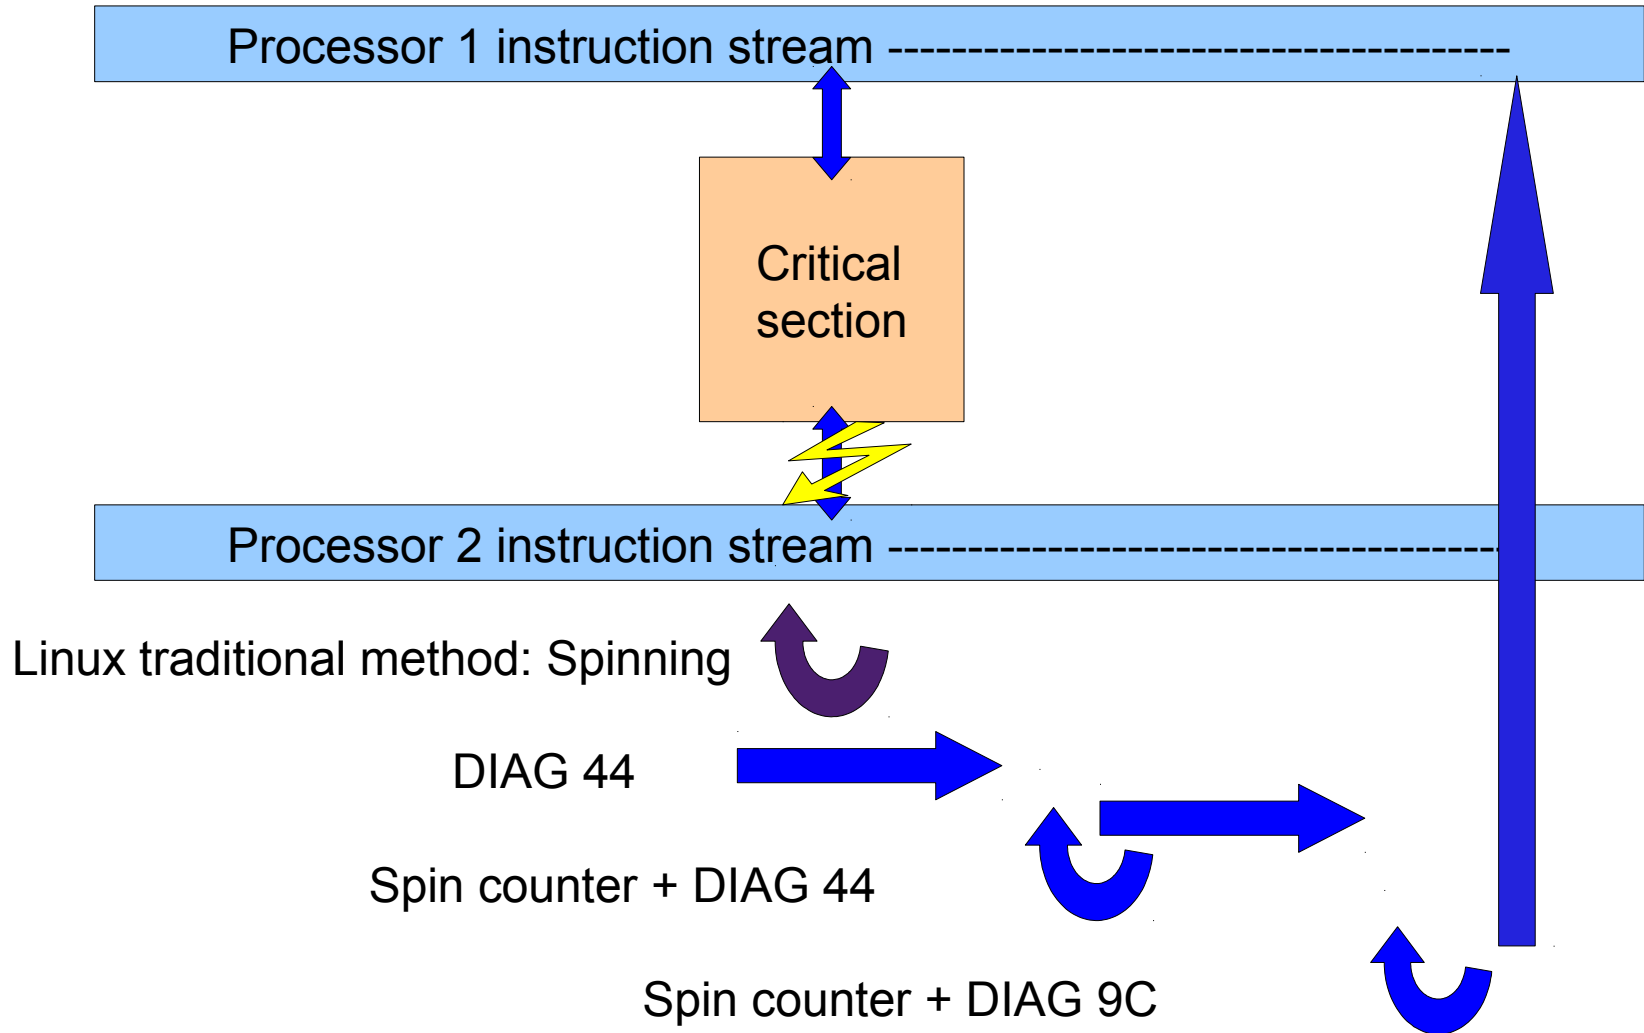 Processor 1 instruction stream ---------------------------------------
Critical
section
Processor 2 instruction stream ---------------------------------------
Linux traditional method: Spinning
DIAG 44
Spin counter + DIAG 44
Spin counter + DIAG 9C